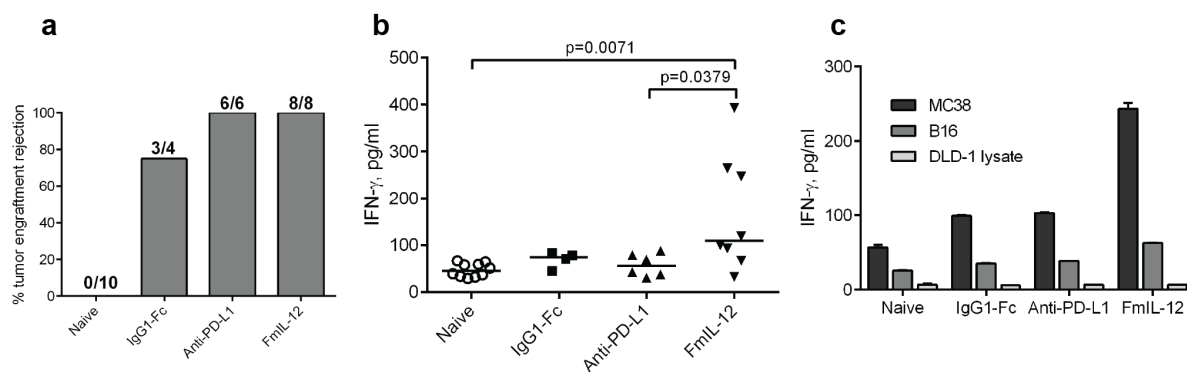 a
% tumor engraftment rejection
100
80
60
40
20
0
0/10
3/4
6/6
8/8
Naive
IgG1-Fc
Anti-PD-L1
FmIL-12
b
p=0.0071
p=0.0379
IFN-γ, pg/ml
500
400
300
200
100
0
Naive
IgG1-Fc
Anti-PD-L1
FmIL-12
c
IFN-γ, pg/ml
300
200
100
0
MC38
B16
DLD-1 lysate
Naive
IgG1-Fc
Anti-PD-L1
FmIL-12